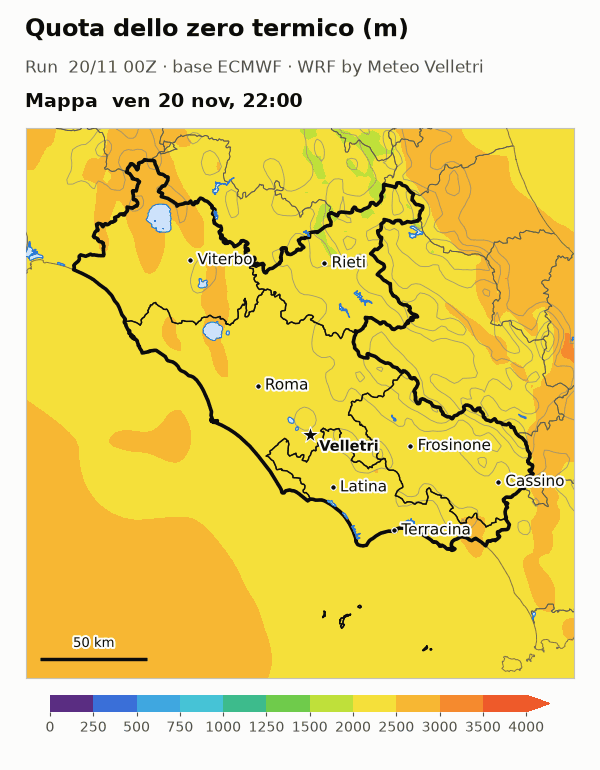 Quota dello zero termico (m)
Run  20/11 00Z · base ECMWF · WRF by Meteo Velletri
Mappa  ven 20 nov, 22:00
Viterbo
Rieti
Roma
Velletri
Frosinone
Latina
Cassino
Terracina
50 km
0 250 500 750 1000 1250 1500 2000 2500 3000 3500 4000